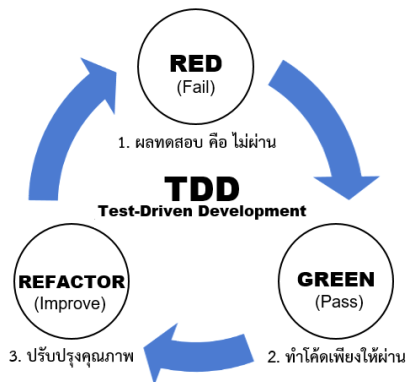 RED
(Fail)
1. ผลทดสอบ คือ ไม่ผ่าน
TDD
Test-Driven Development
GREEN
(Pass)
2. ทำโค้ดเพียงให้ผ่าน
REFACTOR
(Improve)
3. ปรับปรุงคุณภาพ